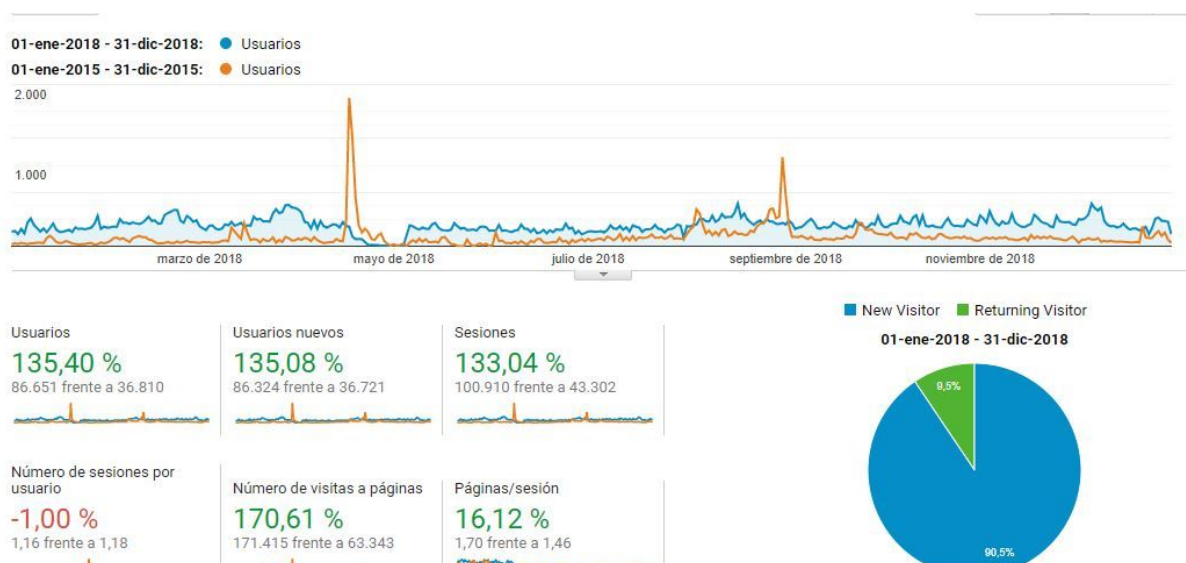 01-ene-2018 - 31-dic-2018: Usuarios
01-ene-2015 - 31-dic-2015: Usuarios
2.000
1.000
marzo de 2018 mayo de 2018 julio de 2018 septiembre de 2018 noviembre de 2018
New Visitor Returning Visitor
01-ene-2018 - 31-dic-2018
9,5%
90,5%
Usuarios
135,40 %
86.651 frente a 36.810
Usuarios nuevos
135,08 %
86.324 frente a 36.721
Sesiones
133,04 %
100.910 frente a 43.302
Número de sesiones por
usuario
-1,00 %
1,16 frente a 1,18
Número de visitas a páginas
170,61 %
171.415 frente a 63.343
Páginas/sesión
16,12 %
1,70 frente a 1,46